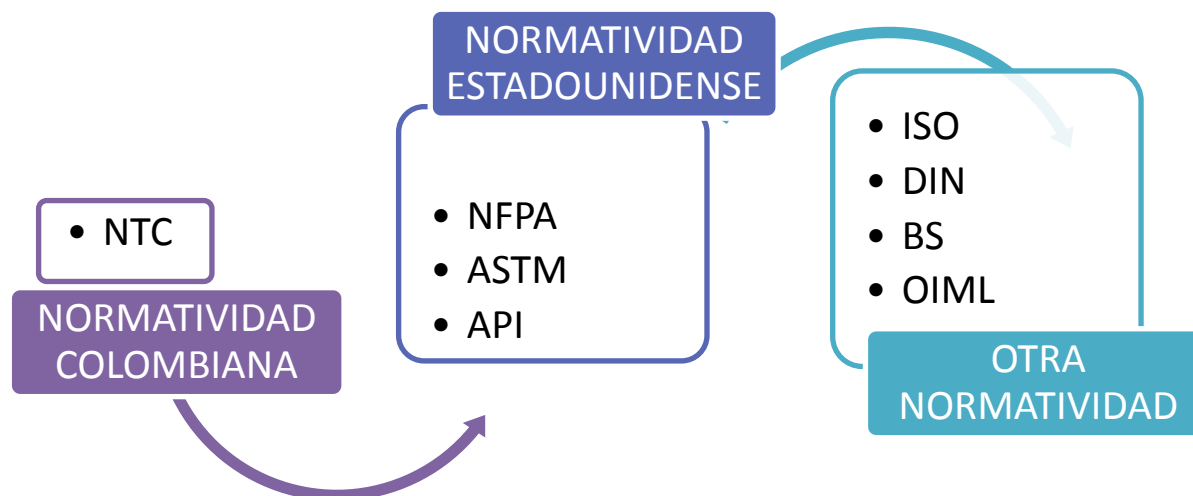 • NTC
NORMATIVIDAD
COLOMBIANA
NORMATIVIDAD
ESTADOUNIDENSE
• NFPA
• ASTM
• API
• ISO
• DIN
• BS
• OIML
OTRA
NORMATIVIDAD